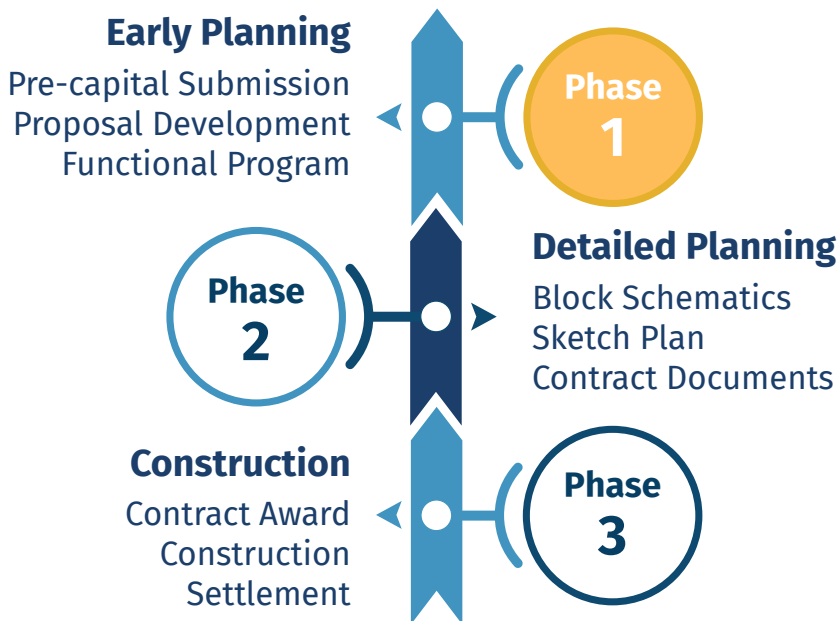 Early Planning
Pre-capital Submission
Proposal Development
Functional Program
Phase
1
Phase
2
Detailed Planning
Block Schematics
Sketch Plan
Contract Documents
Construction
Contract Award
Construction
Settlement
Phase
3